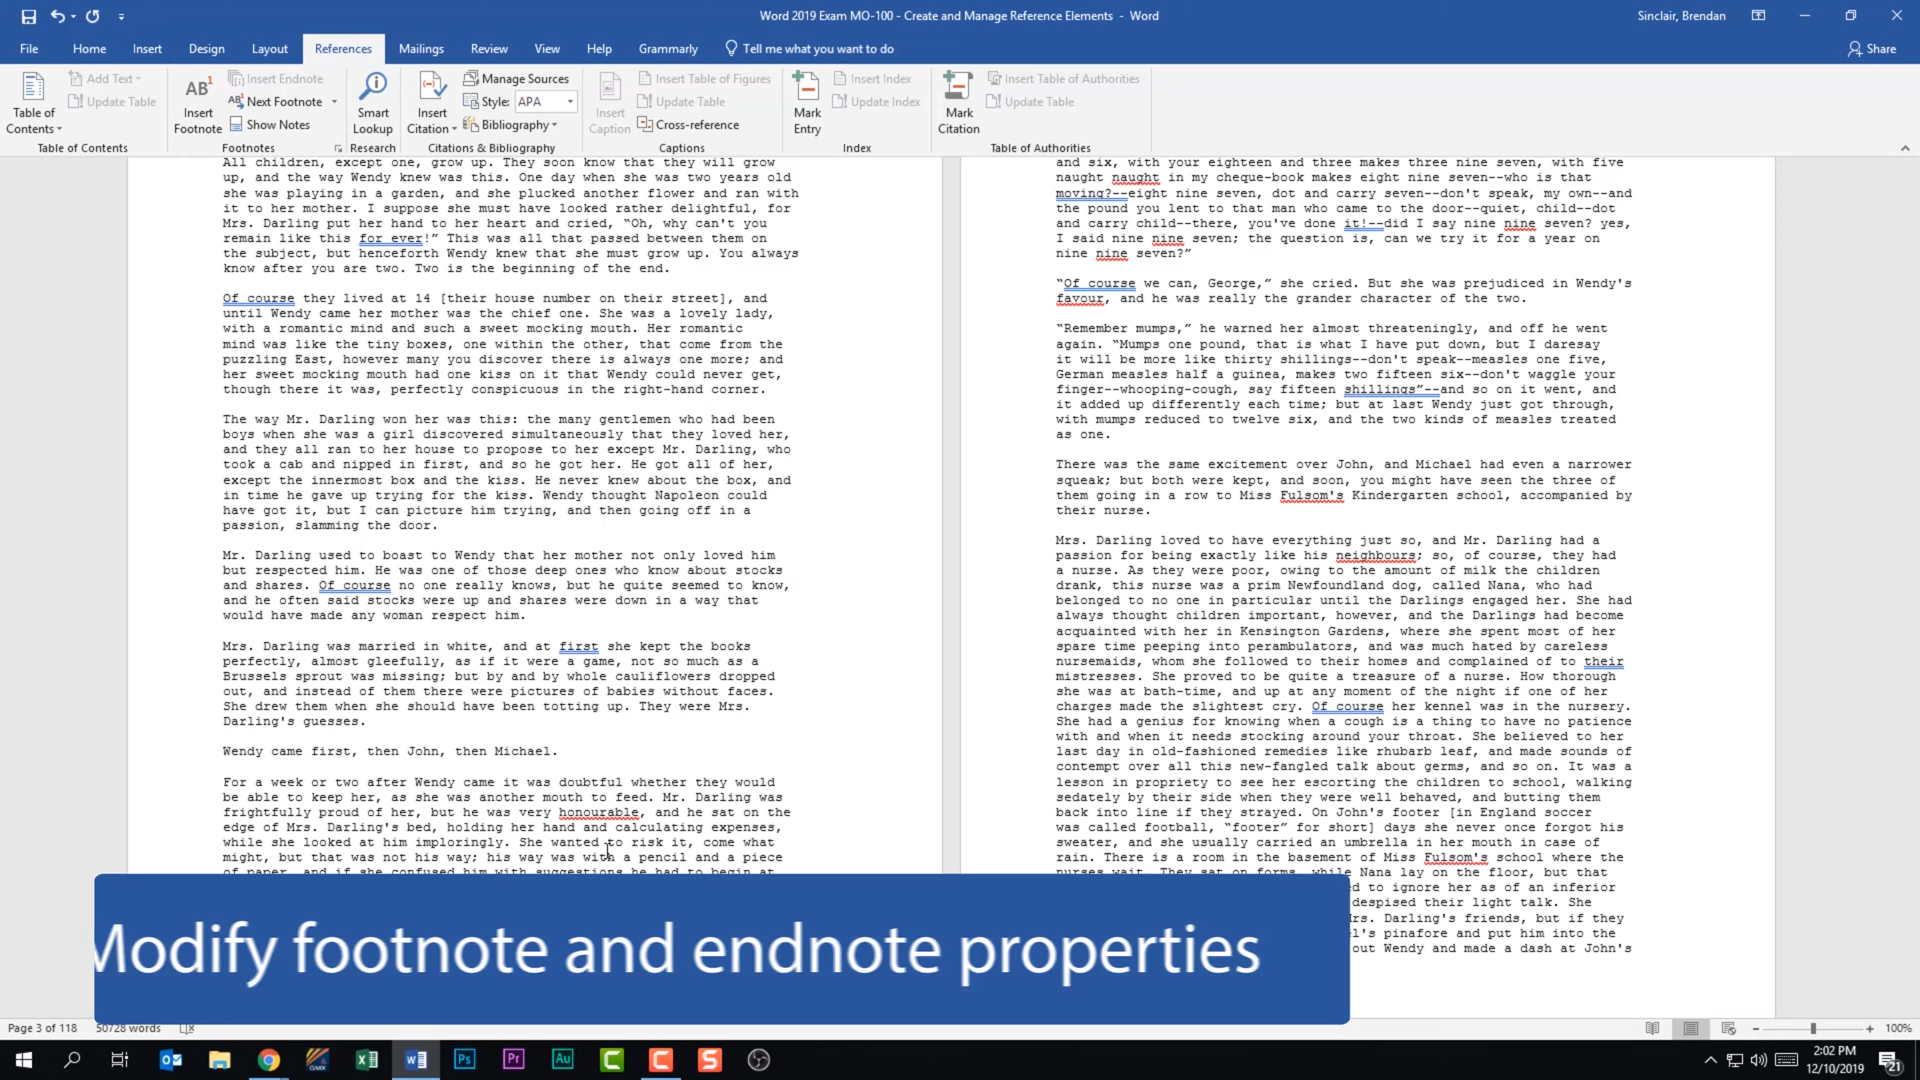 Word 2019 Exam MO-100 - Create and Manage Reference Elements - Word
Sinclair, Brendan
File Home Insert Design Layout References Mailings Review View Help Grammarly Tell me what you want to do Share
Table of Contents
Add Text
Update Table
Table of Contents
AB1
Insert Footnote
Insert Endnote
Next Footnote
Show Notes
Footnotes
Smart Lookup
Research
Insert Citation
Manage Sources
Style: APA
Bibliography
Citations & Bibliography
Insert Caption
Insert Table of Figures
Update Table
Cross-reference
Captions
Mark Entry
Insert Index
Update Index
Index
Mark Citation
Insert Table of Authorities
Update Table
Table of Authorities
All children, except one, grow up. They soon know that they will grow
up, and the way Wendy knew was this. One day when she was two years old
she was playing in a garden, and she plucked another flower and ran with
it to her mother. I suppose she must have looked rather delightful, for
Mrs. Darling put her hand to her heart and cried, “Oh, why can't you
remain like this for ever!” This was all that passed between them on
the subject, but henceforth Wendy knew that she must grow up. You always
know after you are two. Two is the beginning of the end.
Of course they lived at 14 [their house number on their street], and
until Wendy came her mother was the chief one. She was a lovely lady,
with a romantic mind and such a sweet mocking mouth. Her romantic
mind was like the tiny boxes, one within the other, that come from the
puzzling East, however many you discover there is always one more; and
her sweet mocking mouth had one kiss on it that Wendy could never get,
though there it was, perfectly conspicuous in the right-hand corner.
The way Mr. Darling won her was this: the many gentlemen who had been
boys when she was a girl discovered simultaneously that they loved her,
and they all ran to her house to propose to her except Mr. Darling, who
took a cab and nipped in first, and so he got her. He got all of her,
except the innermost box and the kiss. He never knew about the box, and
in time he gave up trying for the kiss. Wendy thought Napoleon could
have got it, but I can picture him trying, and then going off in a
passion, slamming the door.
Mr. Darling used to boast to Wendy that her mother not only loved him
but respected him. He was one of those deep ones who know about stocks
and shares. Of course no one really knows, but he quite seemed to know,
and he often said stocks were up and shares were down in a way that
would have made any woman respect him.
Mrs. Darling was married in white, and at first she kept the books
perfectly, almost gleefully, as if it were a game, not so much as a
Brussels sprout was missing; but by and by whole cauliflowers dropped
out, and instead of them there were pictures of babies without faces.
She drew them when she should have been totting up. They were Mrs.
Darling's guesses.
Wendy came first, then John, then Michael.
For a week or two after Wendy came it was doubtful whether they would
be able to keep her, as she was another mouth to feed. Mr. Darling was
frightfully proud of her, but he was very honourable, and he sat on the
edge of Mrs. Darling's bed, holding her hand and calculating expenses,
while she looked at him imploringly. She wanted to risk it, come what
might, but that was not his way; his way was with a pencil and a piece
of paper, and if she confused him with suggestions he had to begin at
and six, with your eighteen and three makes three nine seven, with five
naught naught in my cheque-book makes eight nine seven--who is that
moving?--eight nine seven, dot and carry seven--don't speak, my own--and
the pound you lent to that man who came to the door--quiet, child--dot
and carry child--there, you've done it!--did I say nine nine seven? yes,
I said nine nine seven; the question is, can we try it for a year on
nine nine seven?”
“Of course we can, George,” she cried. But she was prejudiced in Wendy's
favour, and he was really the grander character of the two.
“Remember mumps,” he warned her almost threateningly, and off he went
again. “Mumps one pound, that is what I have put down, but I daresay
it will be more like thirty shillings--don't speak--measles one five,
German measles half a guinea, makes two fifteen six--don't waggle your
finger--whooping-cough, say fifteen shillings”--and so on it went, and
it added up differently each time; but at last Wendy just got through,
with mumps reduced to twelve six, and the two kinds of measles treated
as one.
There was the same excitement over John, and Michael had even a narrower
squeak; but both were kept, and soon, you might have seen the three of
them going in a row to Miss Fulsom's Kindergarten school, accompanied by
their nurse.
Mrs. Darling loved to have everything just so, and Mr. Darling had a
passion for being exactly like his neighbours; so, of course, they had
a nurse. As they were poor, owing to the amount of milk the children
drank, this nurse was a prim Newfoundland dog, called Nana, who had
belonged to no one in particular until the Darlings engaged her. She had
always thought children important, however, and the Darlings had become
acquainted with her in Kensington Gardens, where she spent most of her
spare time peeping into perambulators, and was much hated by careless
nursemaids, whom she followed to their homes and complained of to their
mistresses. She proved to be quite a treasure of a nurse. How thorough
she was at bath-time, and up at any moment of the night if one of her
charges made the slightest cry. Of course her kennel was in the nursery.
She had a genius for knowing when a cough is a thing to have no patience
with and when it needs stocking around your throat. She believed to her
last day in old-fashioned remedies like rhubarb leaf, and made sounds of
contempt over all this new-fangled talk about germs, and so on. It was a
lesson in propriety to see her escorting the children to school, walking
sedately by their side when they were well behaved, and butting them
back into line if they strayed. On John's footer [in England soccer
was called football, “footer” for short] days she never once forgot his
sweater, and she usually carried an umbrella in her mouth in case of
rain. There is a room in the basement of Miss Fulsom's school where the
nurses wait. They sat on forms, while Nana lay on the floor, but that
to ignore her as of an inferior
despised their light talk. She
Mrs. Darling's friends, but if they
pinafore and put him into the
out Wendy and made a dash at John's
Modify footnote and endnote properties
Page 3 of 118 50728 words
100%
2:02 PM
12/10/2019
21